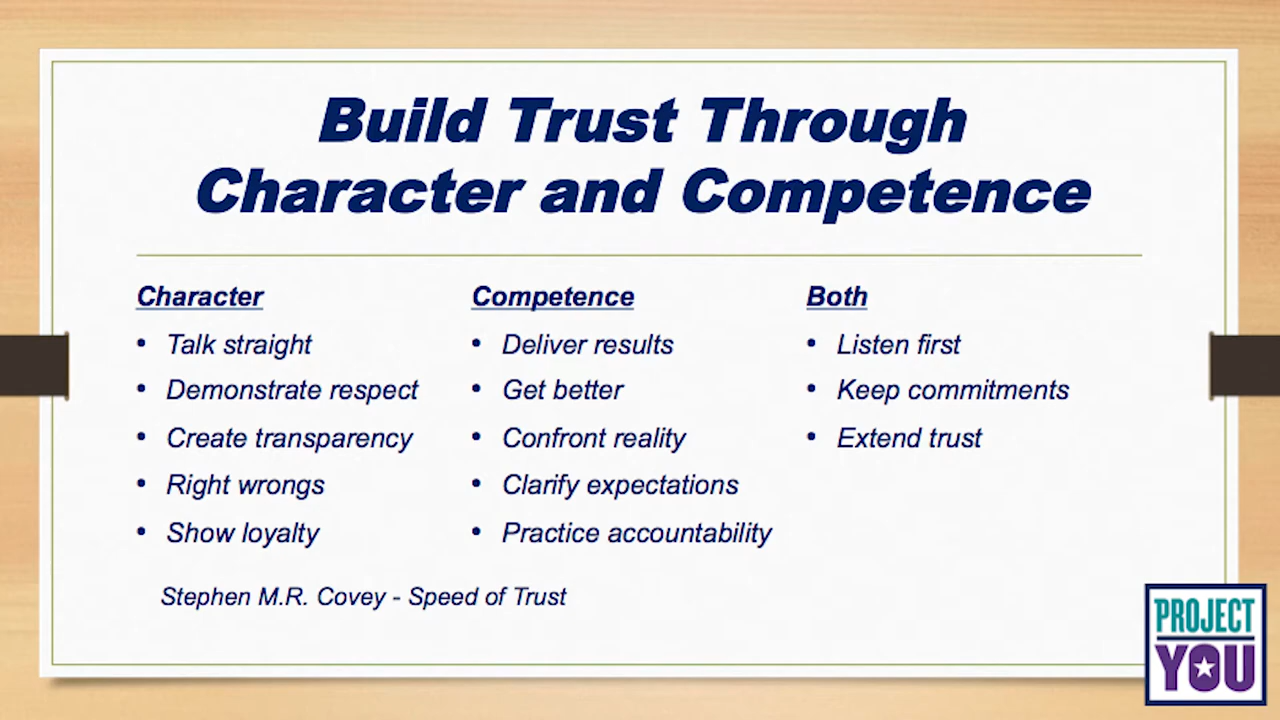 Build Trust Through
Character and Competence
Character
• Talk straight
• Demonstrate respect
• Create transparency
• Right wrongs
• Show loyalty
Competence
• Deliver results
• Get better
• Confront reality
• Clarify expectations
• Practice accountability
Both
• Listen first
• Keep commitments
• Extend trust
Stephen M.R. Covey - Speed of Trust
PROJECT
YOU